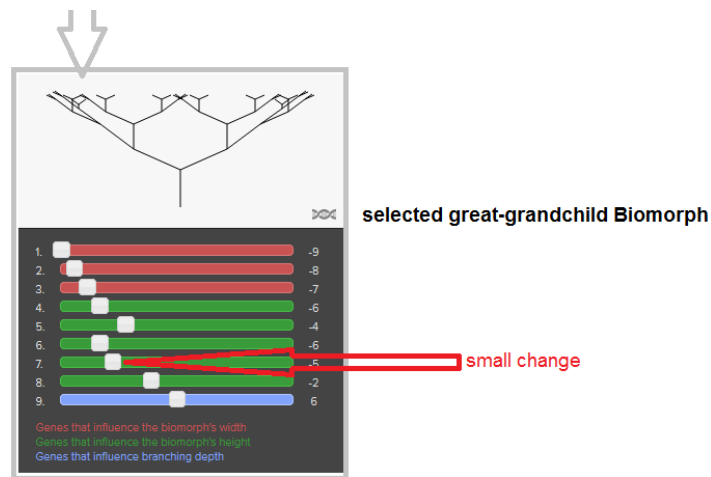 selected great-grandchild Biomorph
1. -9
2. -8
3. -7
4. -6
5. -4
6. -6
7. -5
small change
8. -2
9. 6
Genes that influence the biomorph's width
Genes that influence the biomorph's height
Genes that influence branching depth